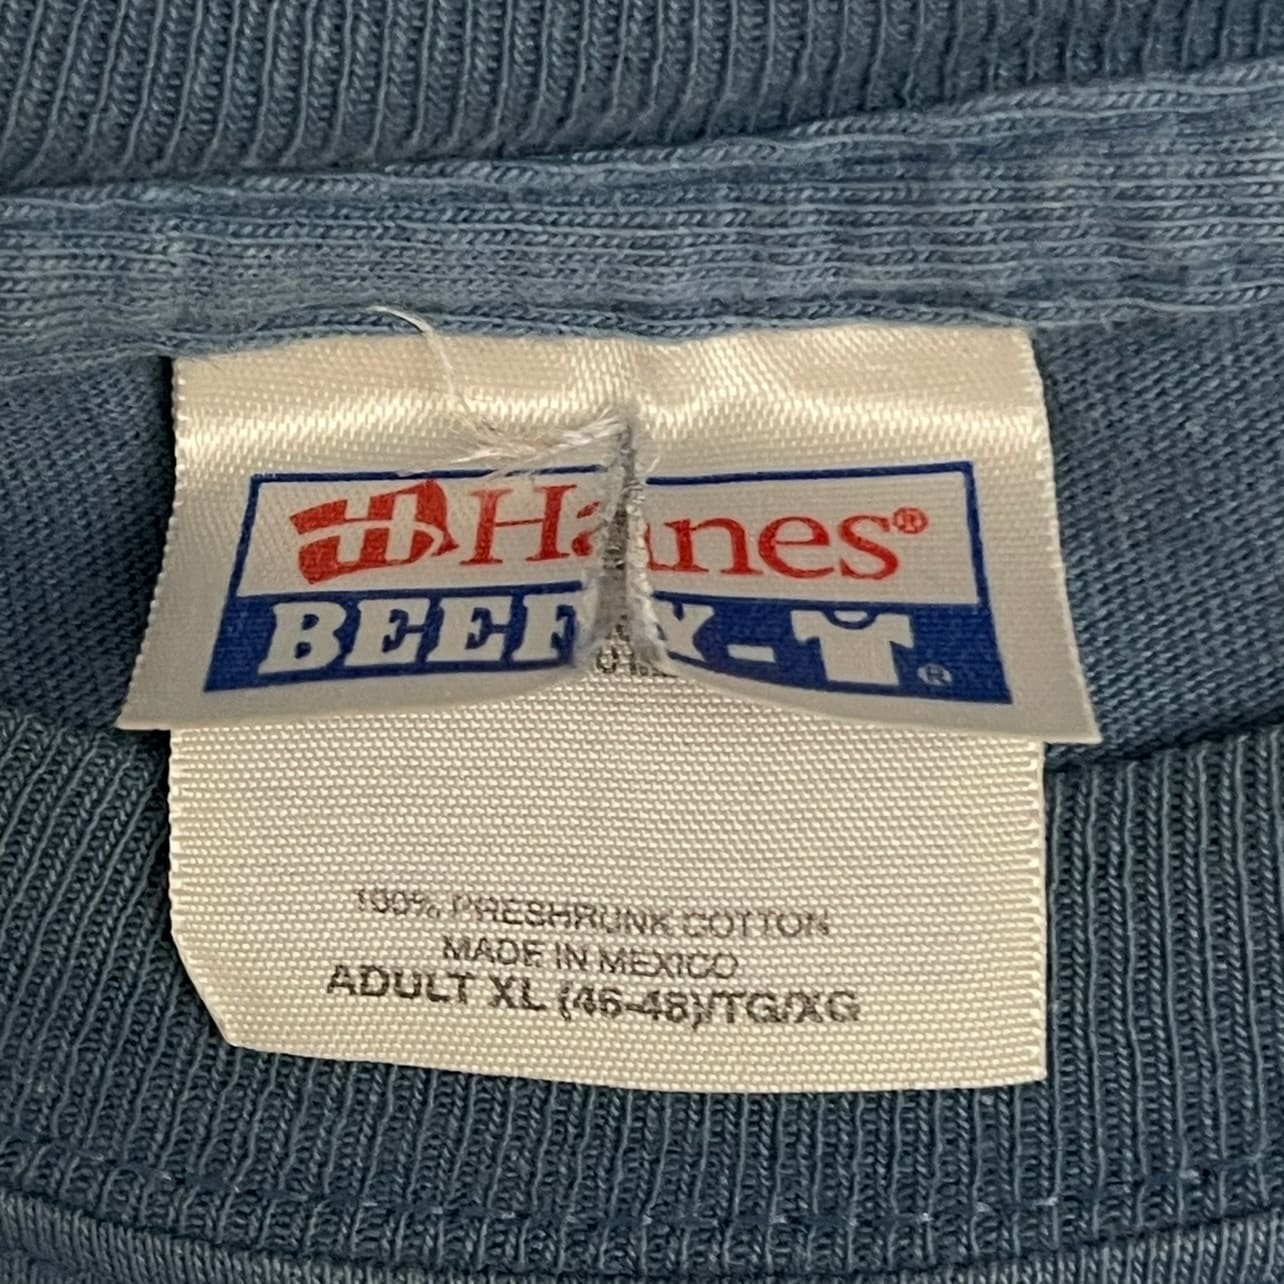 Hanes®
BEEFY-T®
100% PRESHRUNK COTTON
MADE IN MEXICO
ADULT XL (46-48)/TG/XG